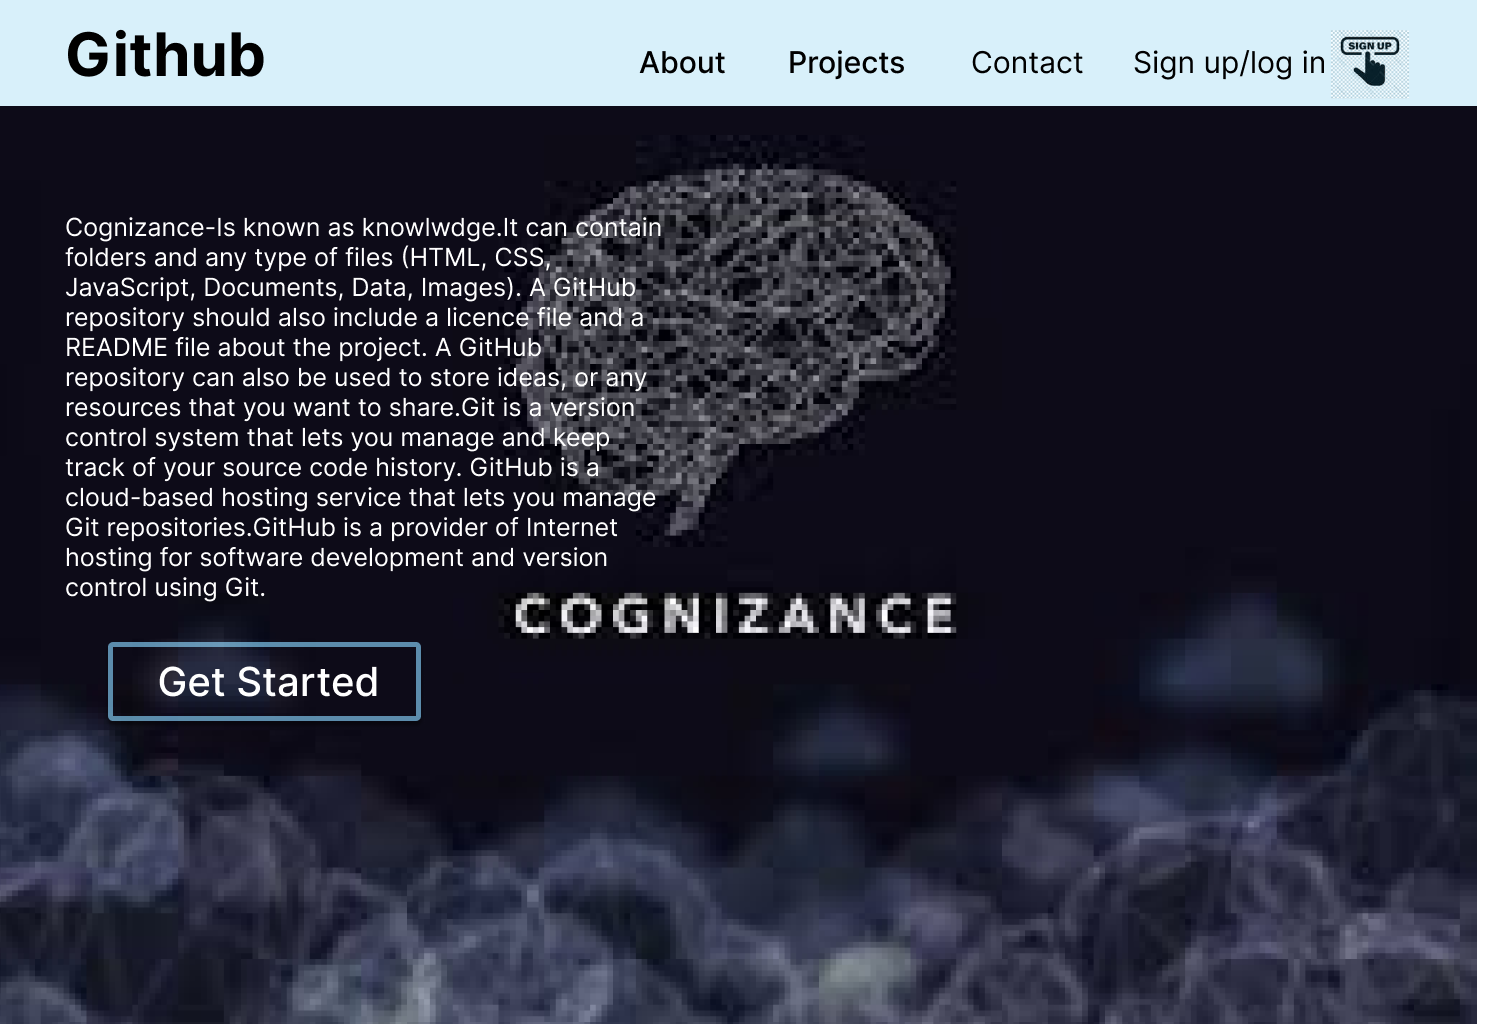 Github
About
Projects
Contact
Sign up/log in
SIGN UP
Cognizance-Is known as knowlwdge.It can contain
folders and any type of files (HTML, CSS,
JavaScript, Documents, Data, Images). A GitHub
repository should also include a licence file and a
README file about the project. A GitHub
repository can also be used to store ideas, or any
resources that you want to share.Git is a version
control system that lets you manage and keep
track of your source code history. GitHub is a
cloud-based hosting service that lets you manage
Git repositories.GitHub is a provider of Internet
hosting for software development and version
control using Git.
COGNIZANCE
Get Started